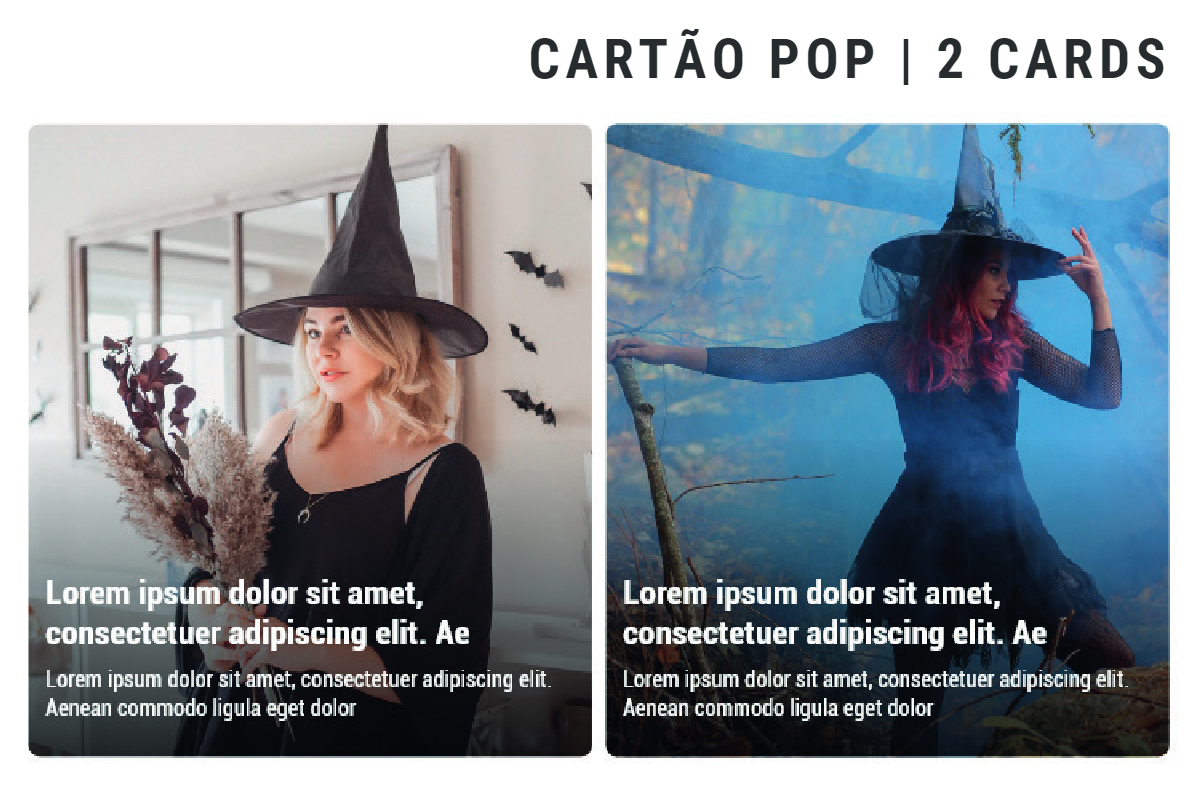 CARTÃO POP | 2 CARDS
Lorem ipsum dolor sit amet,
consectetuer adipiscing elit. Ae
Lorem ipsum dolor sit amet, consectetuer adipiscing elit.
Aenean commodo ligula eget dolor
Lorem ipsum dolor sit amet,
consectetuer adipiscing elit. Ae
Lorem ipsum dolor sit amet, consectetuer adipiscing elit.
Aenean commodo ligula eget dolor